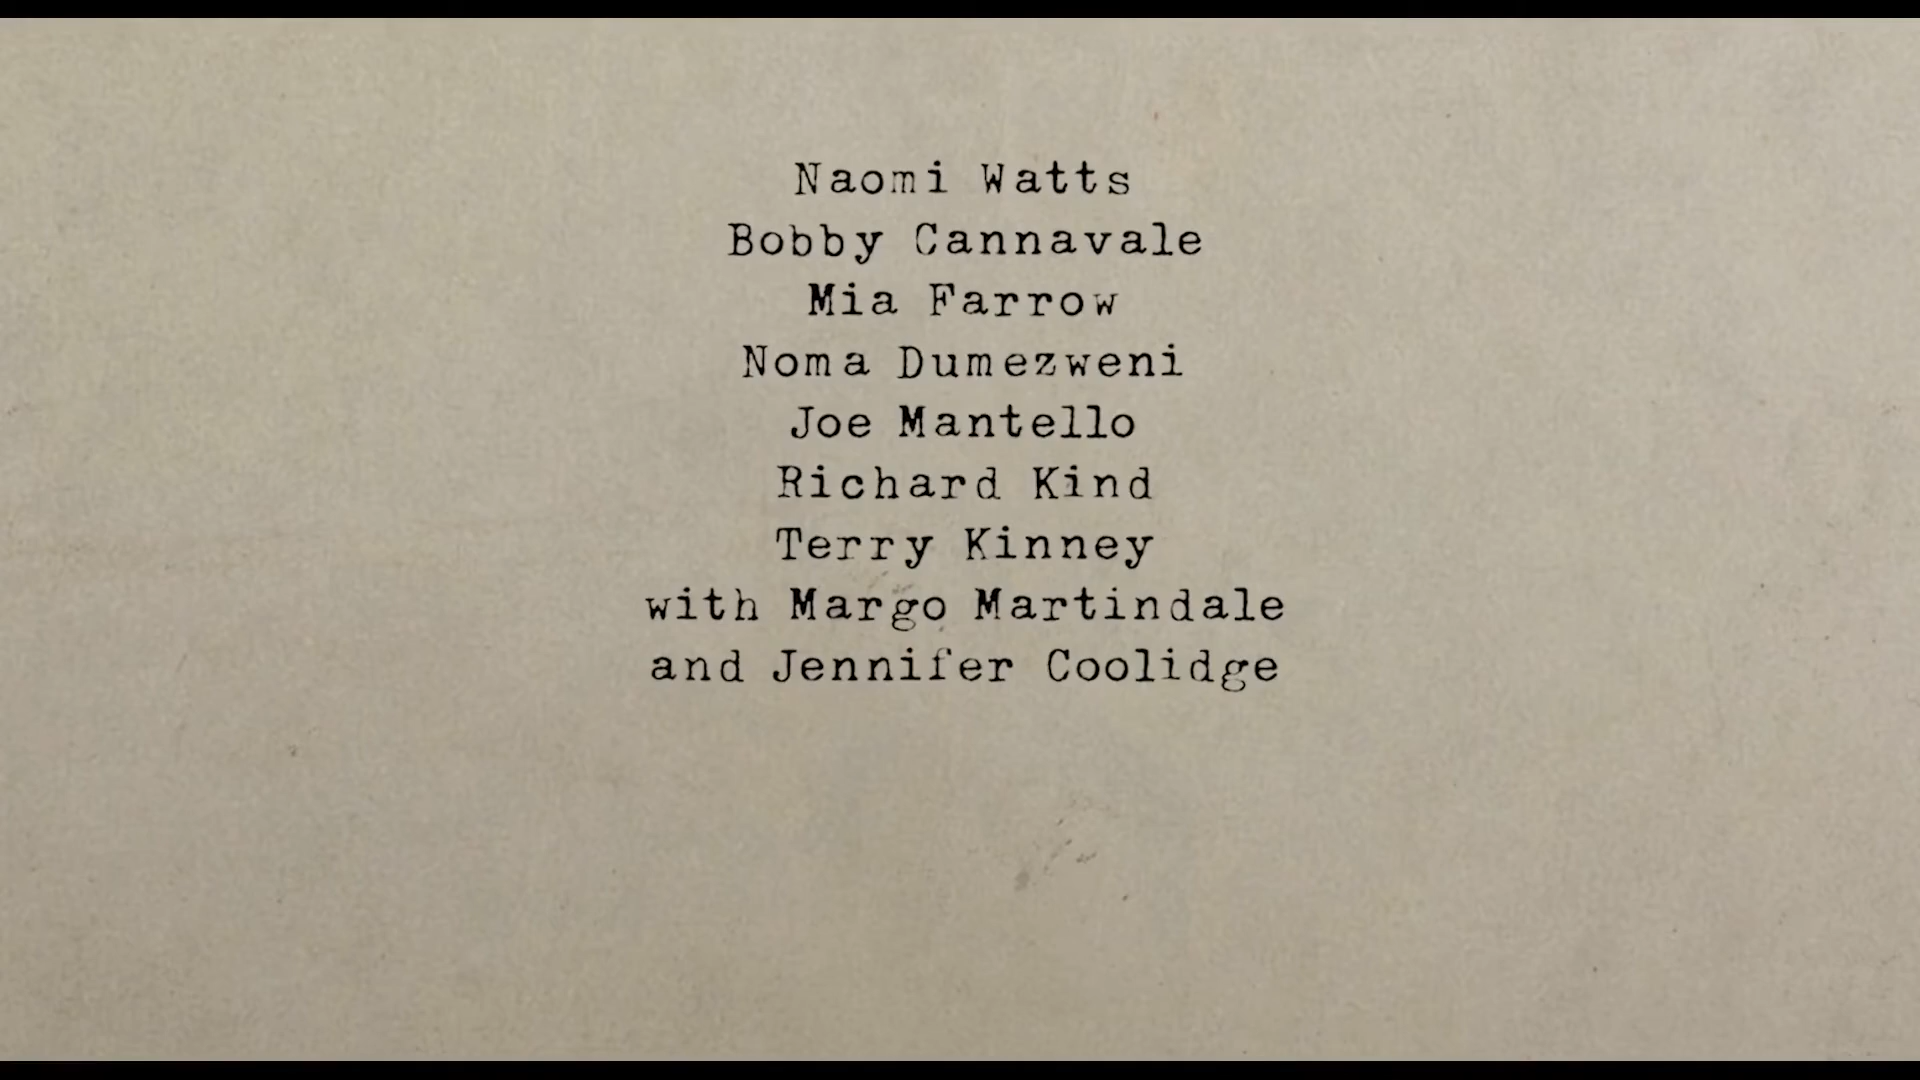 Naomi Watts
Bobby Cannavale
Mia Farrow
Noma Dumezweni
Joe Mantello
Richard Kind
Terry Kinney
with Margo Martindale
and Jennifer Coolidge